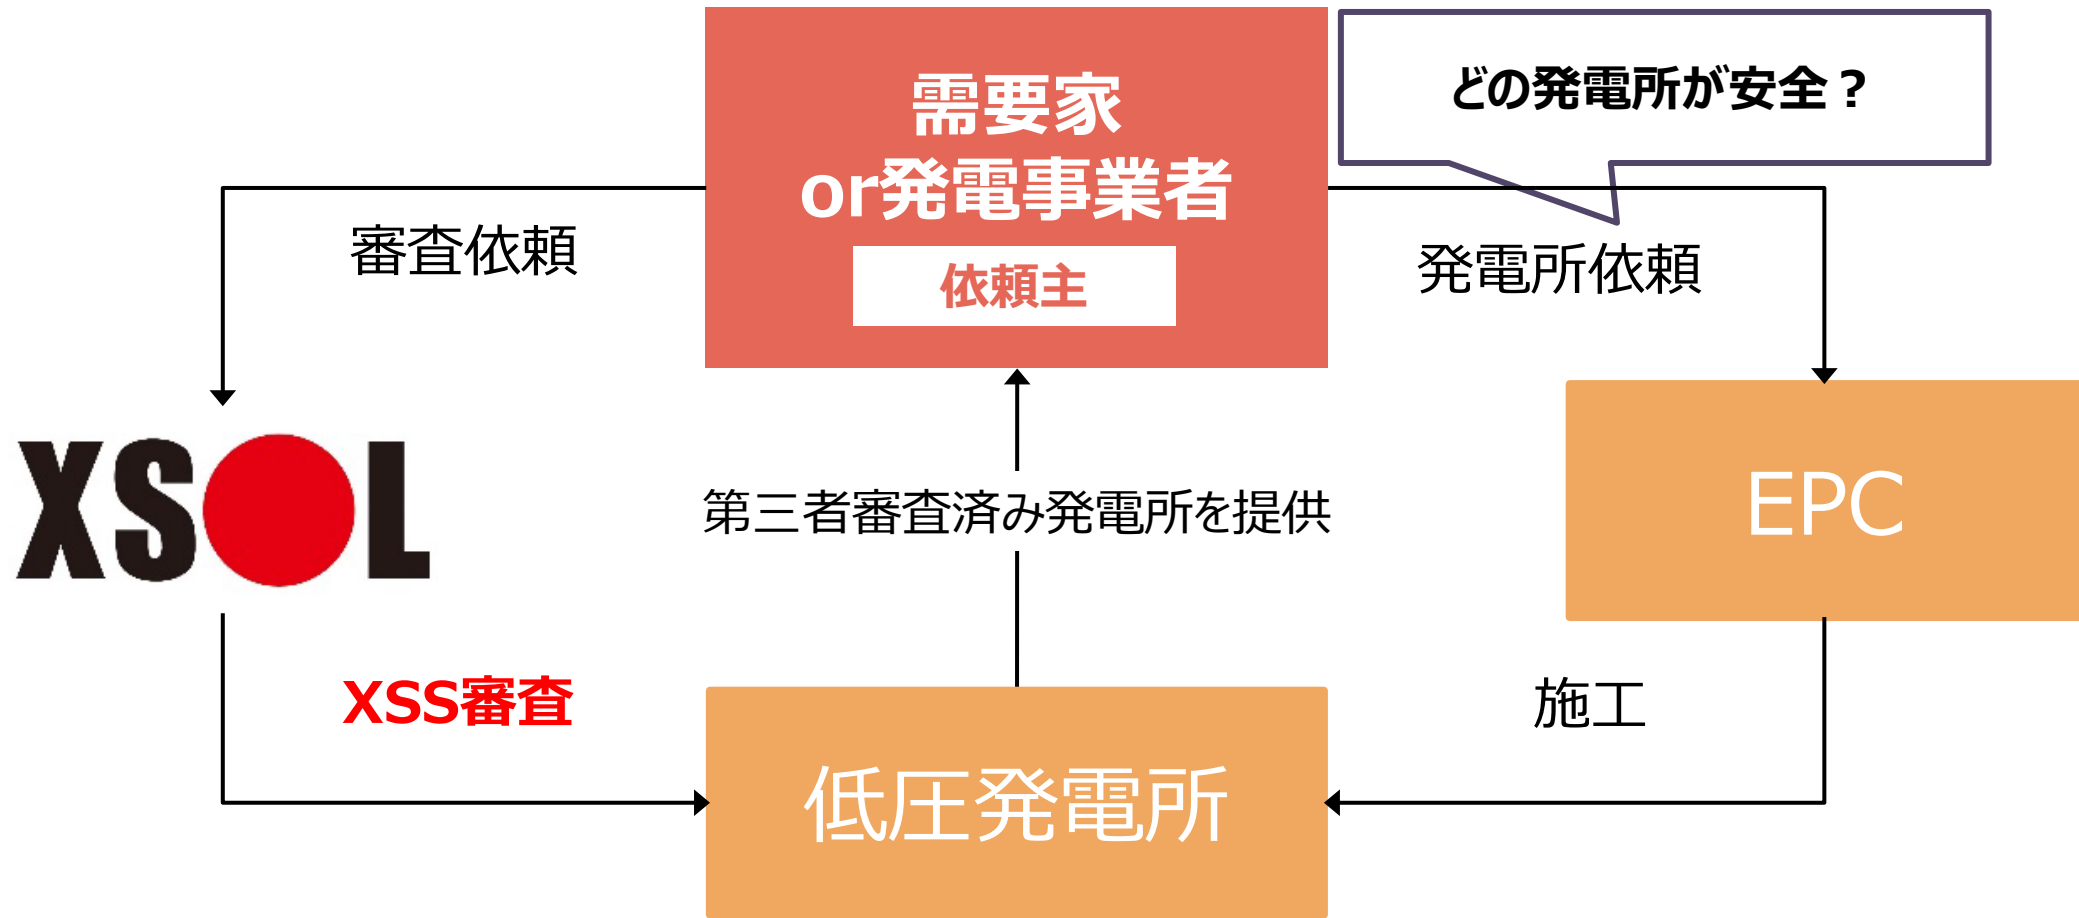 需要家
or発電事業者
依頼主
どの発電所が安全？
審査依頼
発電所依頼
XSOL
第三者審査済み発電所を提供
EPC
XSS審査
施工
低圧発電所